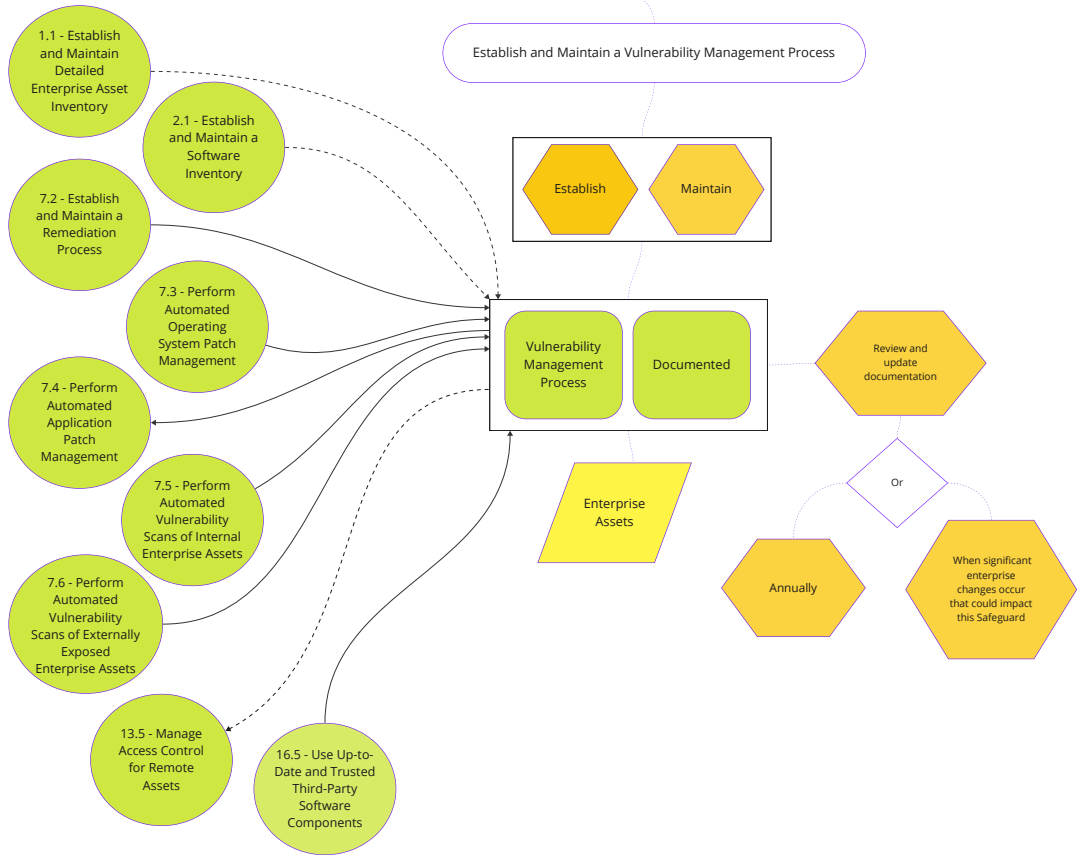 1.1 - Establish
and Maintain
Detailed
Enterprise Asset
Inventory
Establish and Maintain a Vulnerability Management Process
2.1 - Establish
and Maintain a
Software
Inventory
Establish
Maintain
7.2 - Establish
and Maintain a
Remediation
Process
7.3 - Perform
Automated
Operating
System Patch
Management
Vulnerability
Management
Process
Documented
Review and
update
documentation
7.4 - Perform
Automated
Application
Patch
Management
7.5 - Perform
Automated
Vulnerability
Scans of Internal
Enterprise Assets
Enterprise
Assets
Or
Annually
When significant
enterprise
changes occur
that could impact
this Safeguard
7.6 - Perform
Automated
Vulnerability
Scans of Externally
Exposed
Enterprise Assets
13.5 - Manage
Access Control
for Remote
Assets
16.5 - Use Up-to-
Date and Trusted
Third-Party
Software
Components